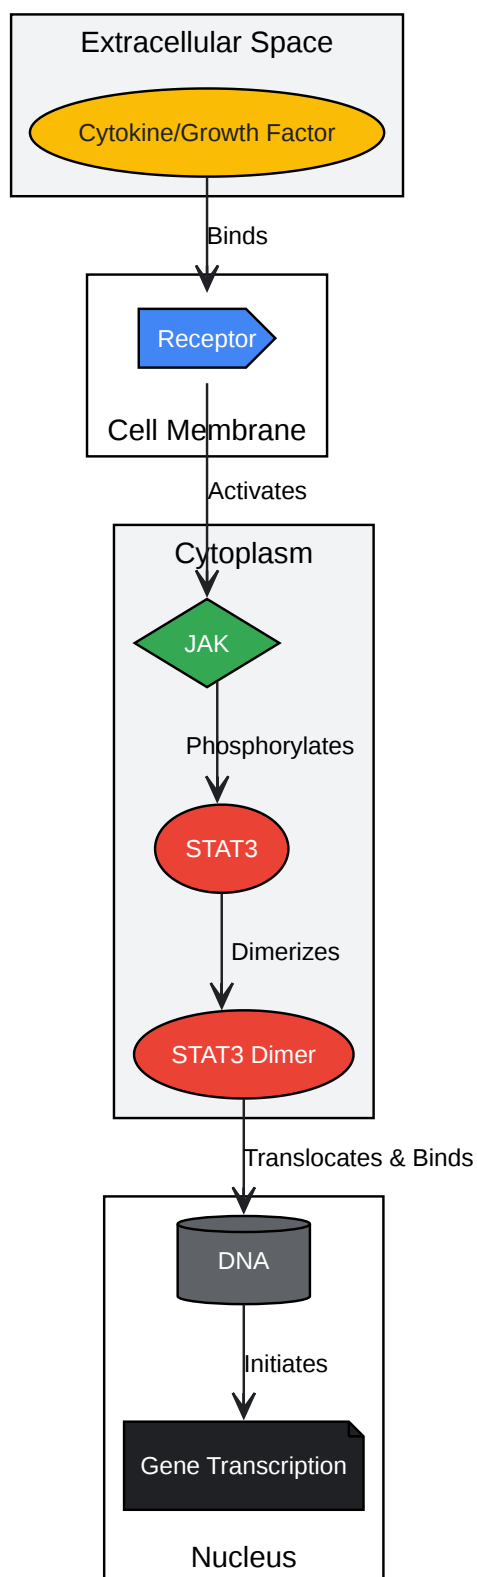 Extracellular Space
Cytokine/Growth Factor
Binds
Receptor
Cell Membrane
Activates
Cytoplasm
JAK
Phosphorylates
STAT3
Dimerizes
STAT3 Dimer
Translocates & Binds
DNA
Initiates
Gene Transcription
Nucleus